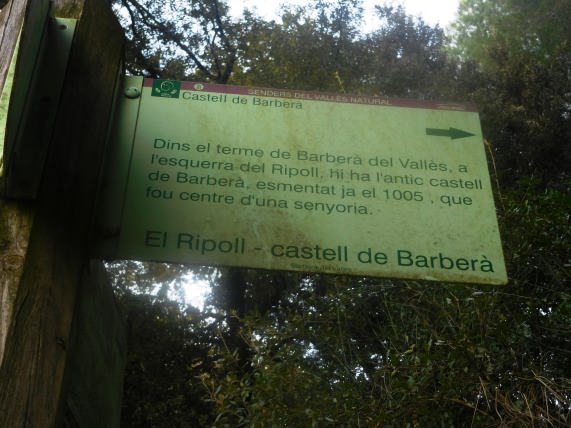 SENDERS DEL VALLÈS NATURAL
Castell de Barberà
Dins el terme de Barberà del Vallès, a
l'esquerra del Ripoll, hi ha l'antic castell
de Barberà, esmentat ja el 1005 , que
fou centre d'una senyoria.
El Ripoll - castell de Barberà